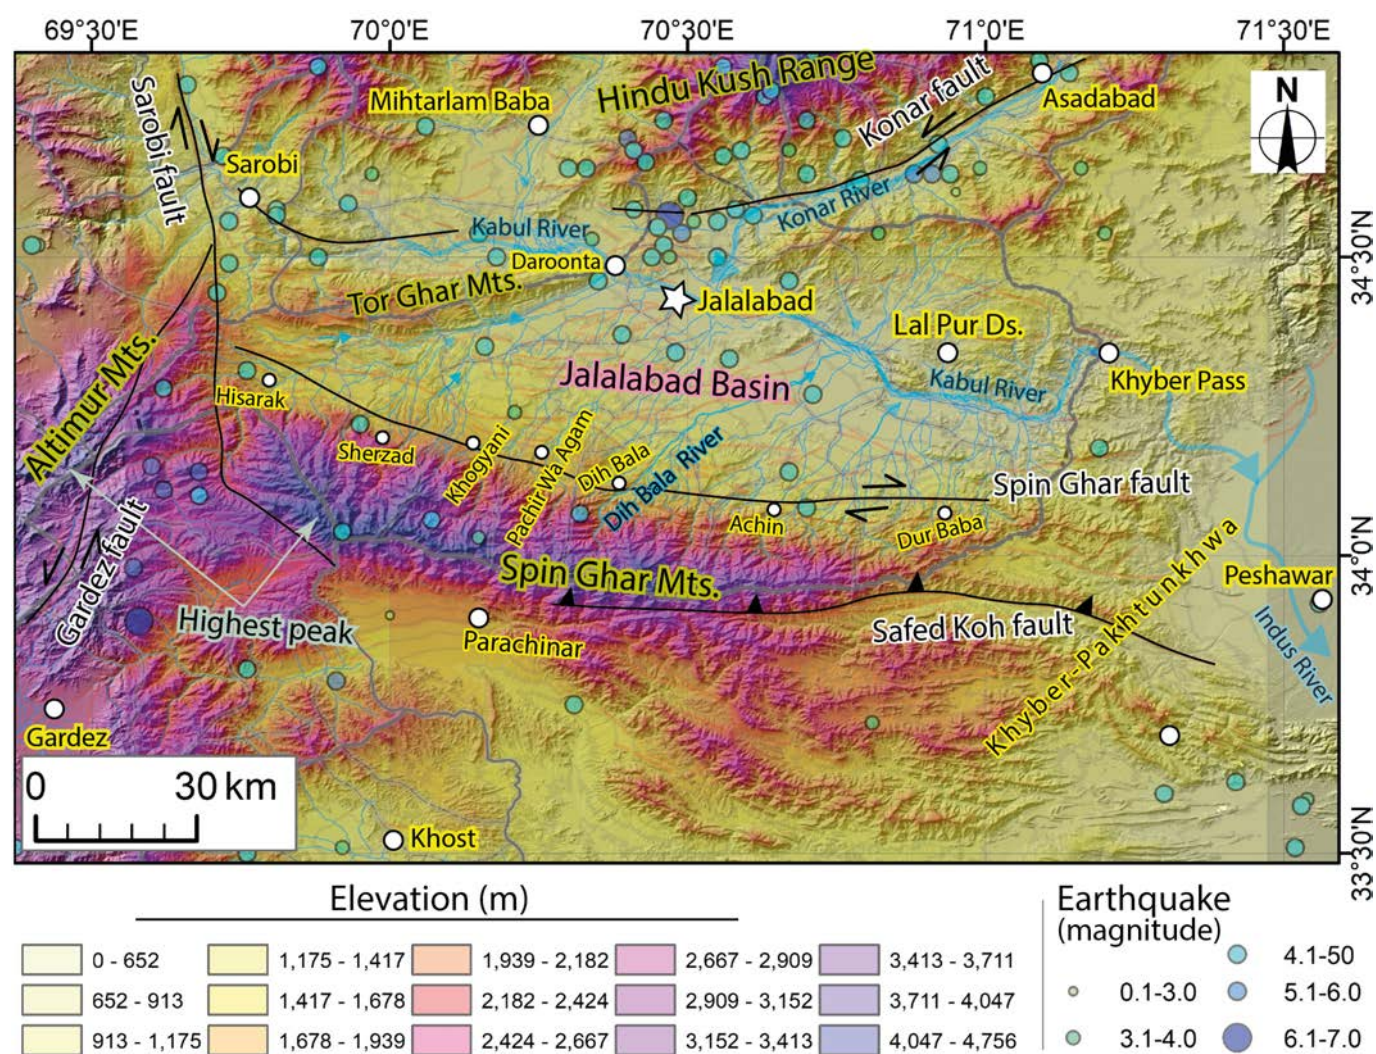 69°30'E
70°0'E
70°30'E
71°0'E
71°30'E
Hindu Kush Range
Sarobi fault
Mihtarlam Baba
Konar fault
Asadabad
N
Sarobi
Kabul River
Konar River
Daroonta
34°30'N
Tor Ghar Mts.
Jalalabad
Lal Pur Ds.
Altimur Mts.
Hisarak
Jalalabad Basin
Kabul River
Khyber Pass
Sherzad
Khogyani
Pachir Wa Agam
Dih Bala
Dih Bala River
Spin Ghar fault
Achin
Dur Baba
Gardez fault
34°0'N
Spin Ghar Mts.
Peshawar
Highest peak
Parachinar
Safed Koh fault
Khyber-Pakhtunkhwa
Indus River
Gardez
0 30 km
Khost
33°30'N
Elevation (m)
0 - 652
652 - 913
913 - 1,175
1,175 - 1,417
1,417 - 1,678
1,678 - 1,939
1,939 - 2,182
2,182 - 2,424
2,424 - 2,667
2,667 - 2,909
2,909 - 3,152
3,152 - 3,413
3,413 - 3,711
3,711 - 4,047
4,047 - 4,756
Earthquake
(magnitude)
0.1-3.0
3.1-4.0
4.1-50
5.1-6.0
6.1-7.0